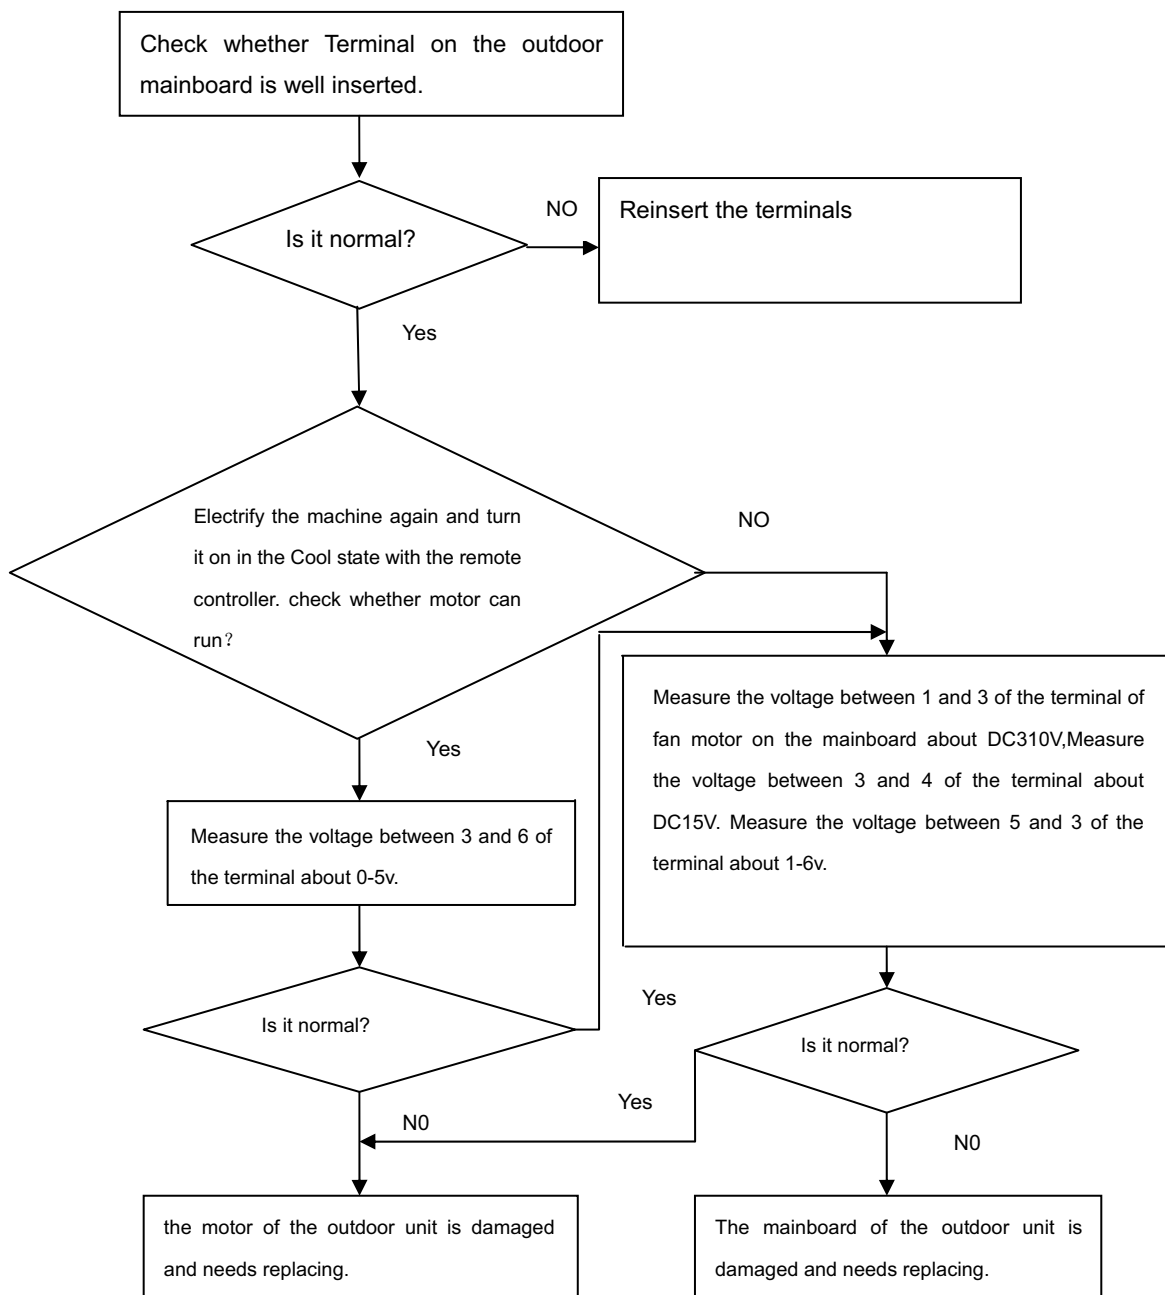 Check whether Terminal on the outdoor
mainboard is well inserted.
Is it normal?
NO
Reinsert the terminals
Yes
Electrify the machine again and turn
it on in the Cool state with the remote
controller. check whether motor can
run？
NO
Yes
Measure the voltage between 1 and 3 of the terminal of
fan motor on the mainboard about DC310V,Measure
the voltage between 3 and 4 of the terminal about
DC15V. Measure the voltage between 5 and 3 of the
terminal about 1-6v.
Measure the voltage between 3 and 6 of
the terminal about 0-5v.
Is it normal?
Yes
Is it normal?
Yes
N0
N0
the motor of the outdoor unit is damaged
and needs replacing.
The mainboard of the outdoor unit is
damaged and needs replacing.